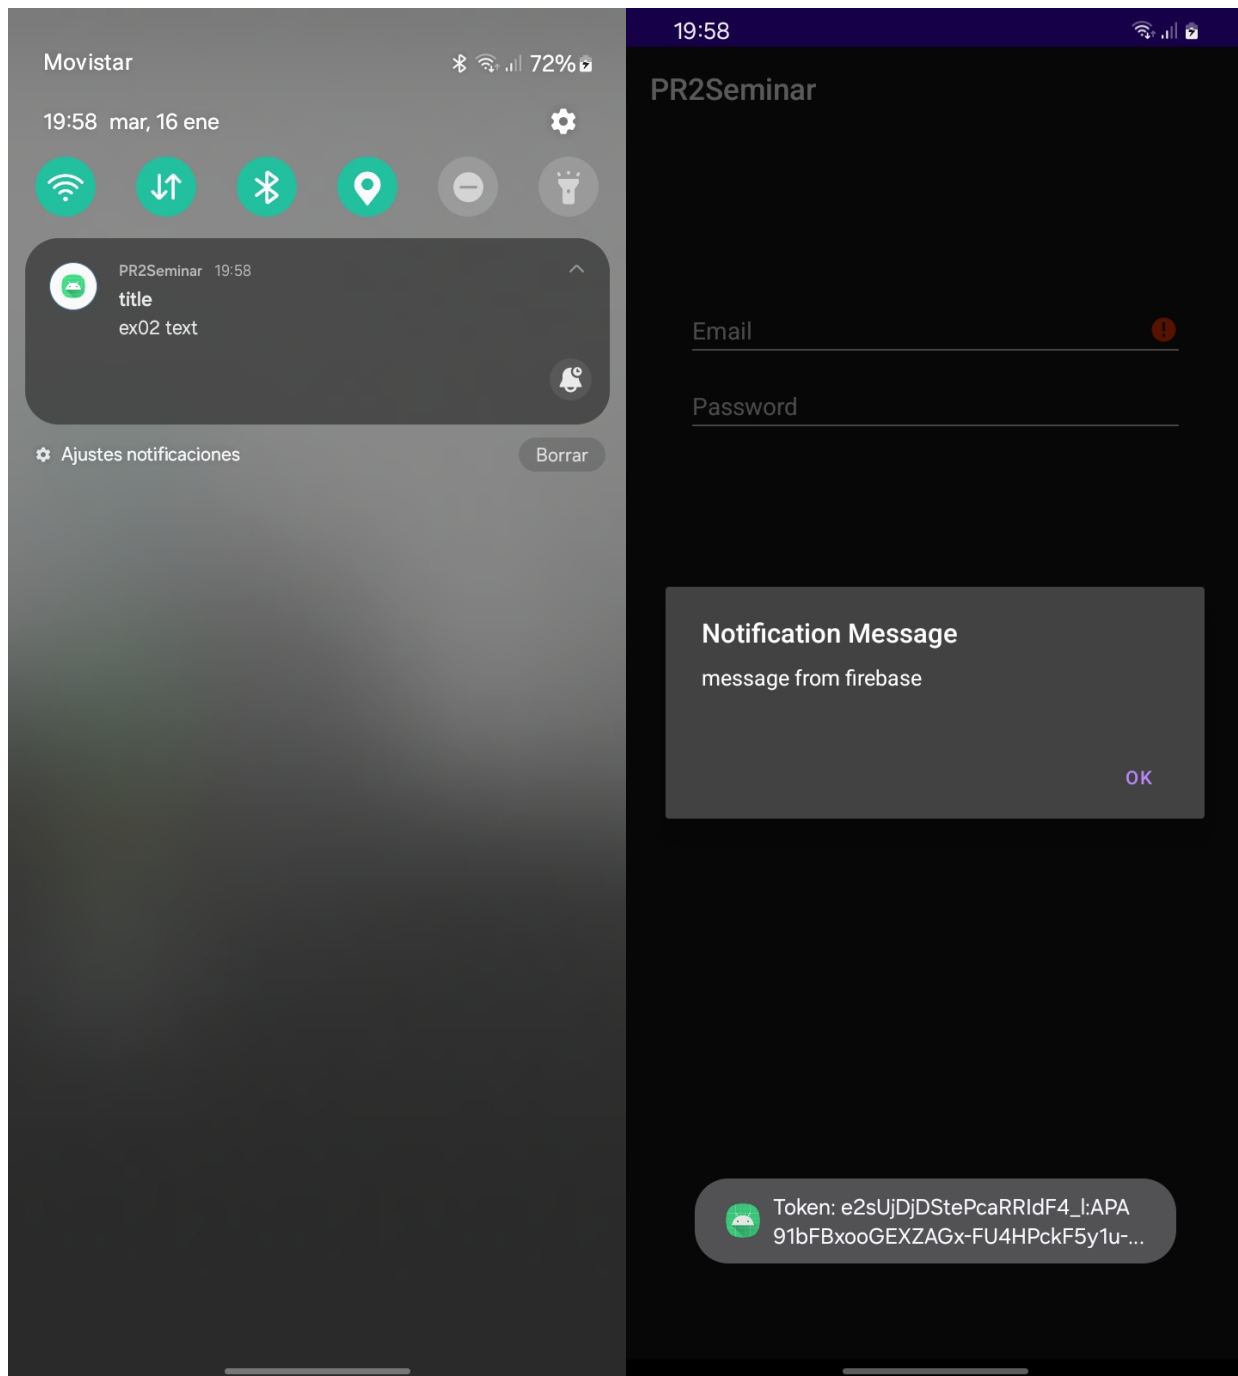 Movistar
72%
19:58 mar, 16 ene
PR2Seminar 19:58
title
ex02 text
Ajustes notificaciones
Borrar
19:58
PR2Seminar
Email
Password
Notification Message
message from firebase
OK
Token: e2sUjDjDStePcaRRIdF4_l:APA
91bFBxooGEXZAGx-FU4HPckF5y1u-...